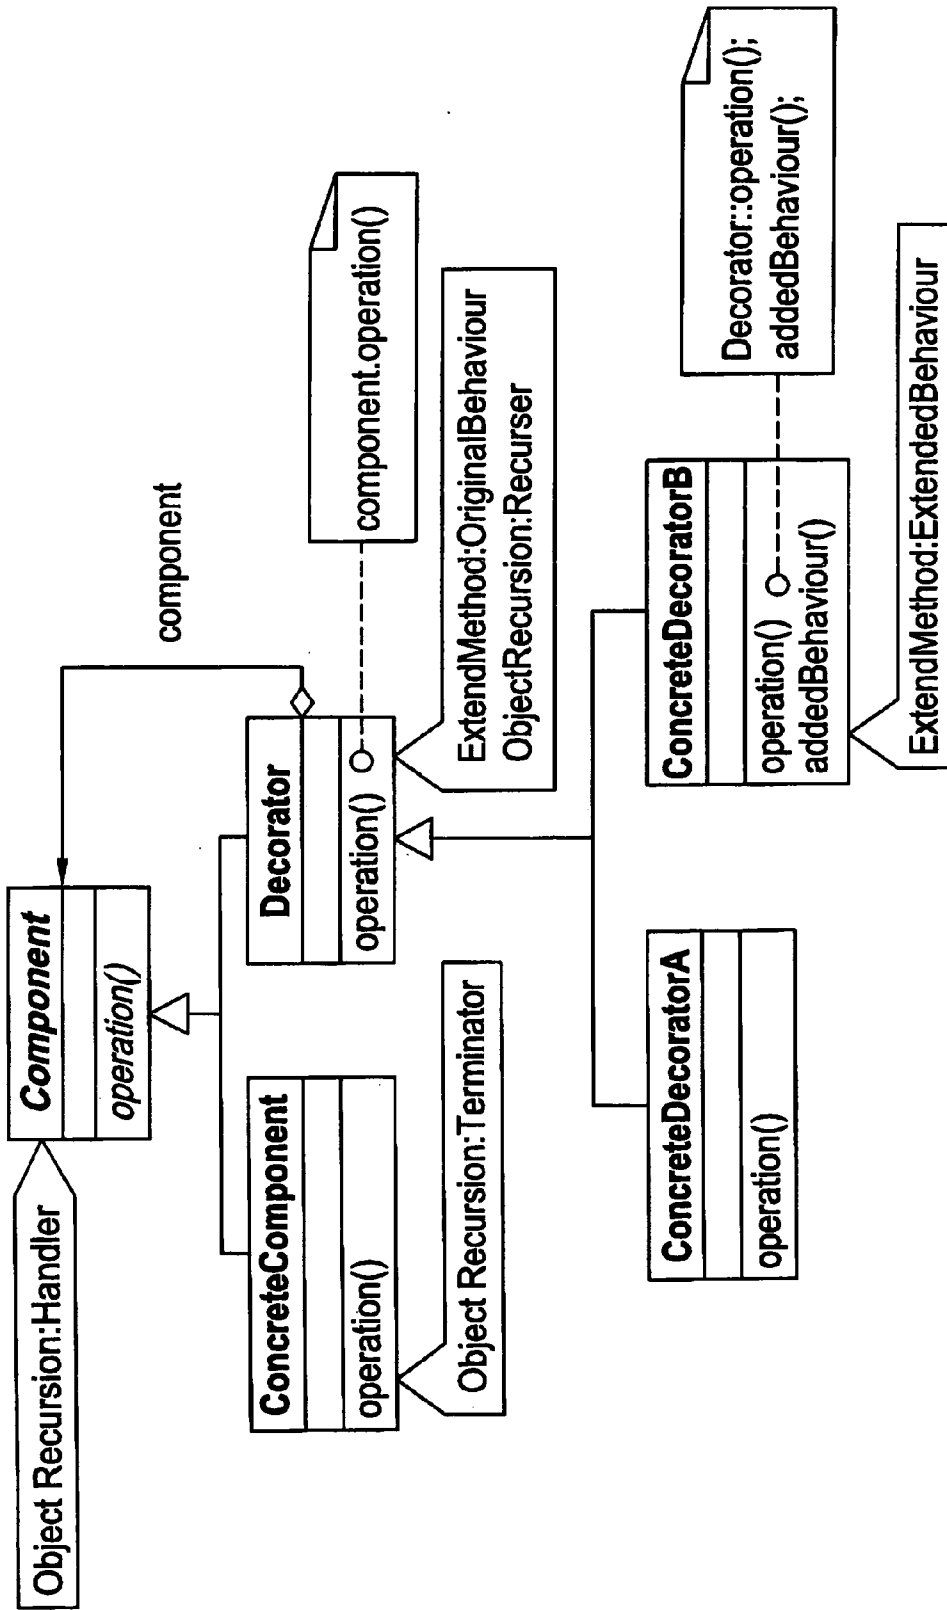 Object Recursion:Handler
Component
operation()
component
ConcreteComponent
operation()
Decorator
operation()
component.operation()
Object Recursion:Terminator
ExtendMethod:OriginalBehaviour
ObjectRecursion:Recurser
ConcreteDecoratorA
operation()
ConcreteDecoratorB
operation()
addedBehaviour()
Decorator::operation();
addedBehaviour();
ExtendMethod:ExtendedBehaviour